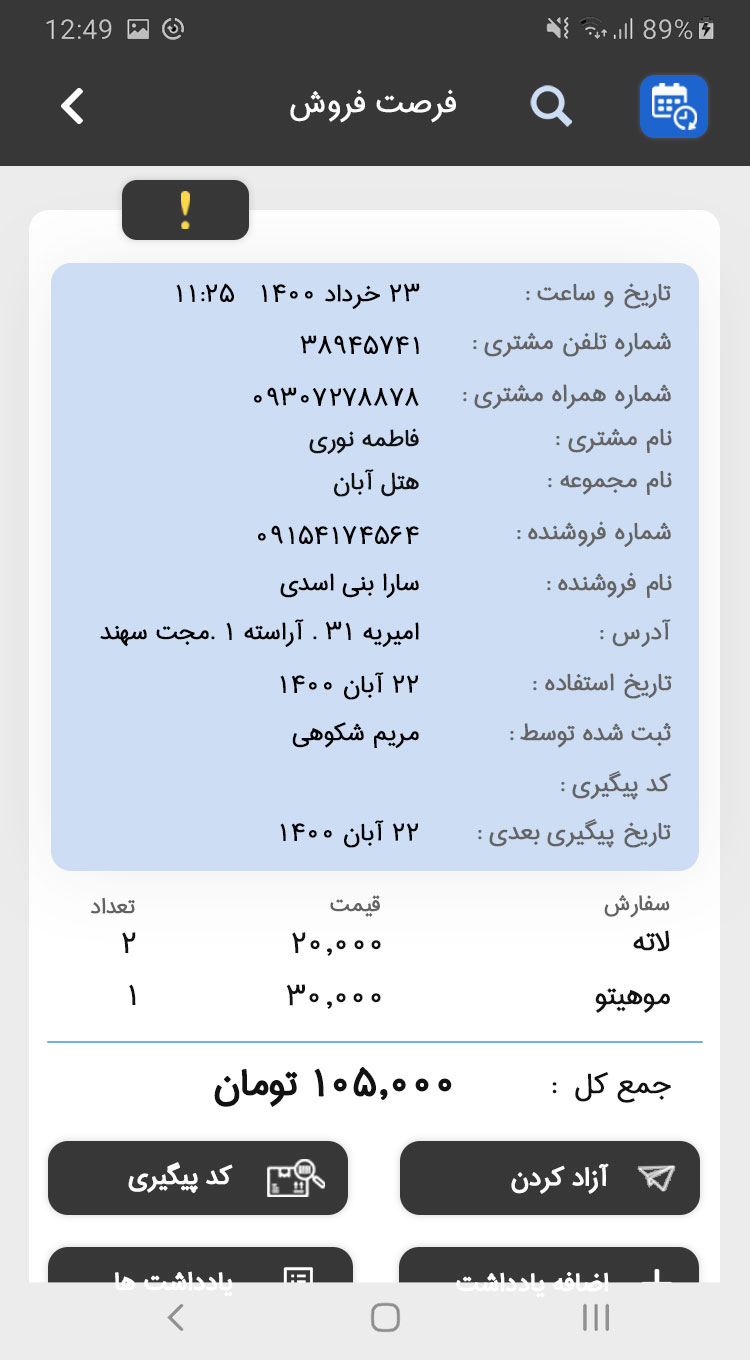 12:49 89%
فرصت فروش
تاریخ و ساعت : ۲۳ خرداد ۱۴۰۰ ۱۱:۲۵
شماره تلفن مشتری : ۳۸۹۴۵۷۴۱
شماره همراه مشتری : ۰۹۳۰۷۲۷۸۸۷۸
نام مشتری : فاطمه نوری
نام مجموعه : هتل آبان
شماره فروشنده : ۰۹۱۵۴۱۷۴۵۶۴
نام فروشنده : سارا بنی اسدی
آدرس : امیریه ۳۱ . آراسته ۱ .مجت سهند
تاریخ استفاده : ۲۲ آبان ۱۴۰۰
ثبت شده توسط : مریم شکوهی
کد پیگیری :
تاریخ پیگیری بعدی : ۲۲ آبان ۱۴۰۰
سفارش قیمت تعداد
لاته ۲۰,۰۰۰ ۲
موهیتو ۳۰,۰۰۰ ۱
جمع کل : ۱۰۵,۰۰۰ تومان
آزاد کردن کد پیگیری
اضافه یادداشت یادداشت ها